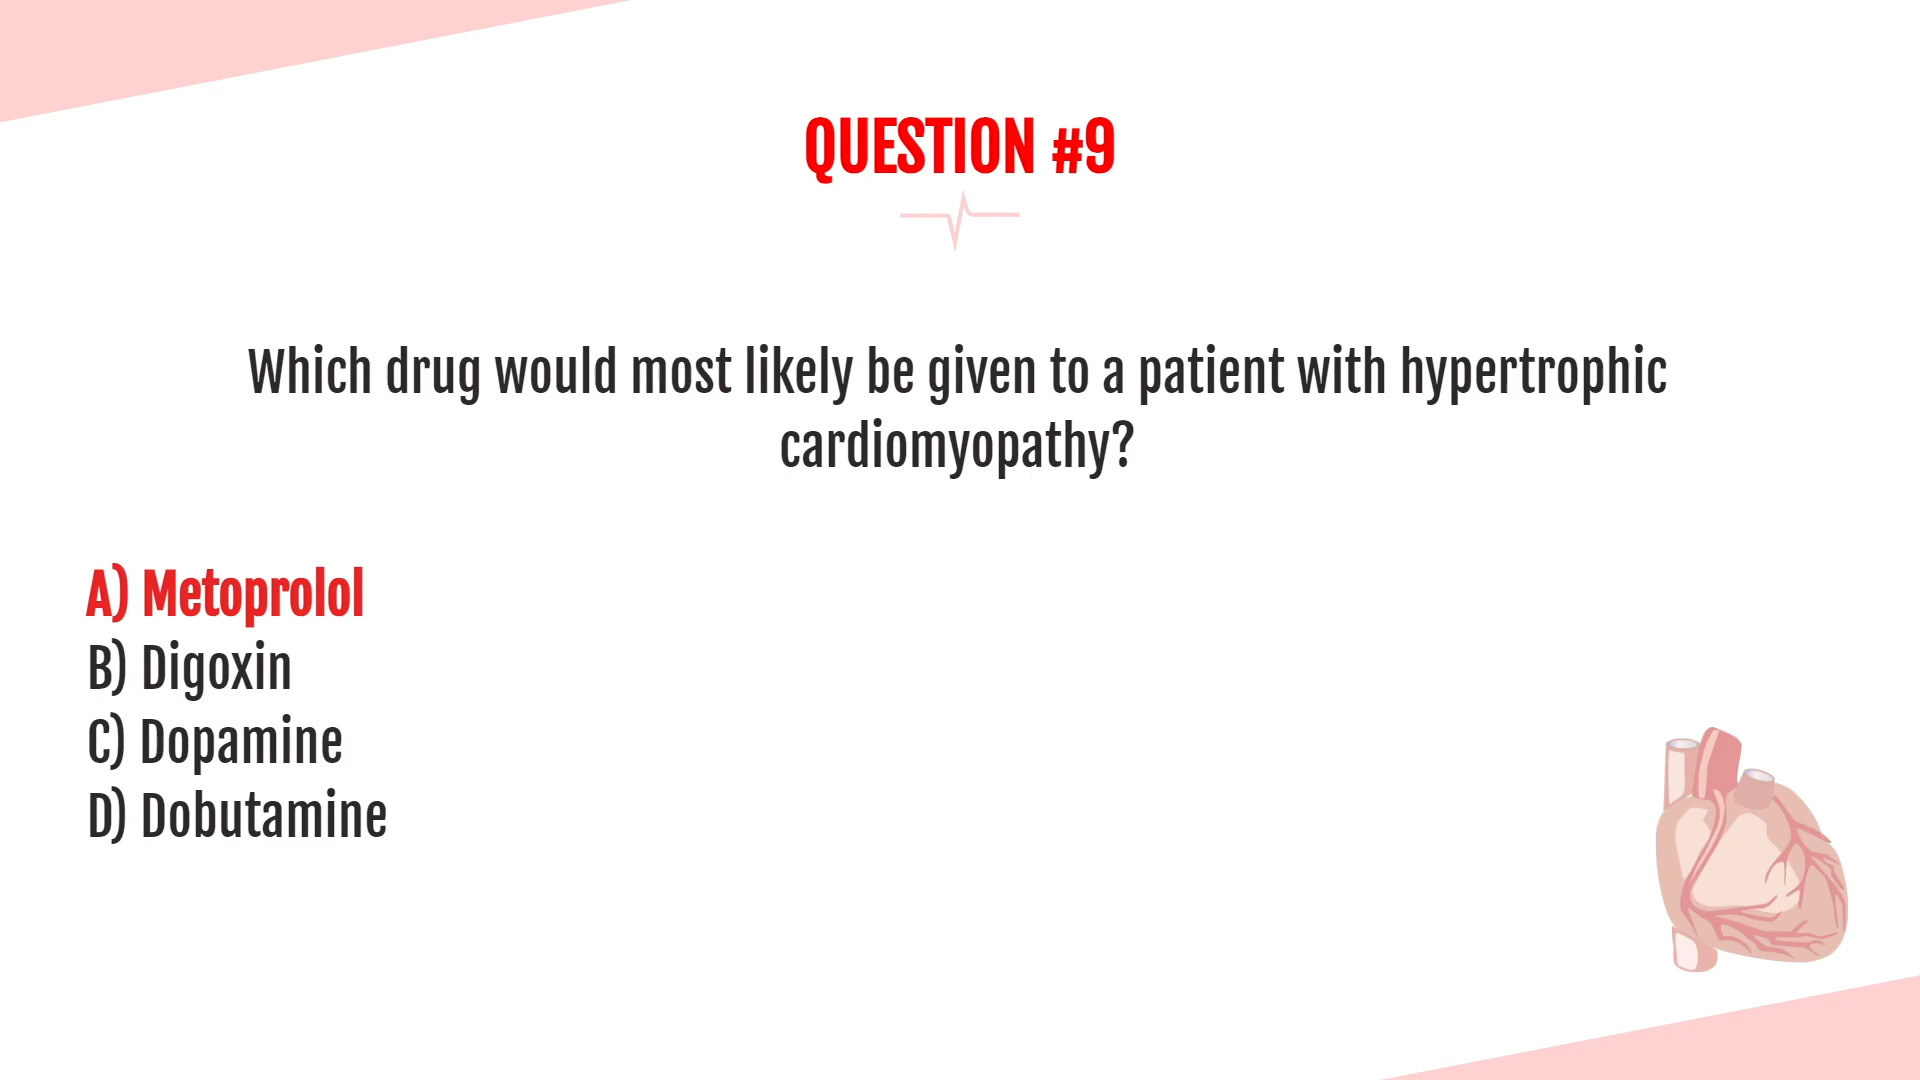 QUESTION #9
Which drug would most likely be given to a patient with hypertrophic
cardiomyopathy?
A) Metoprolol
B) Digoxin
C) Dopamine
D) Dobutamine